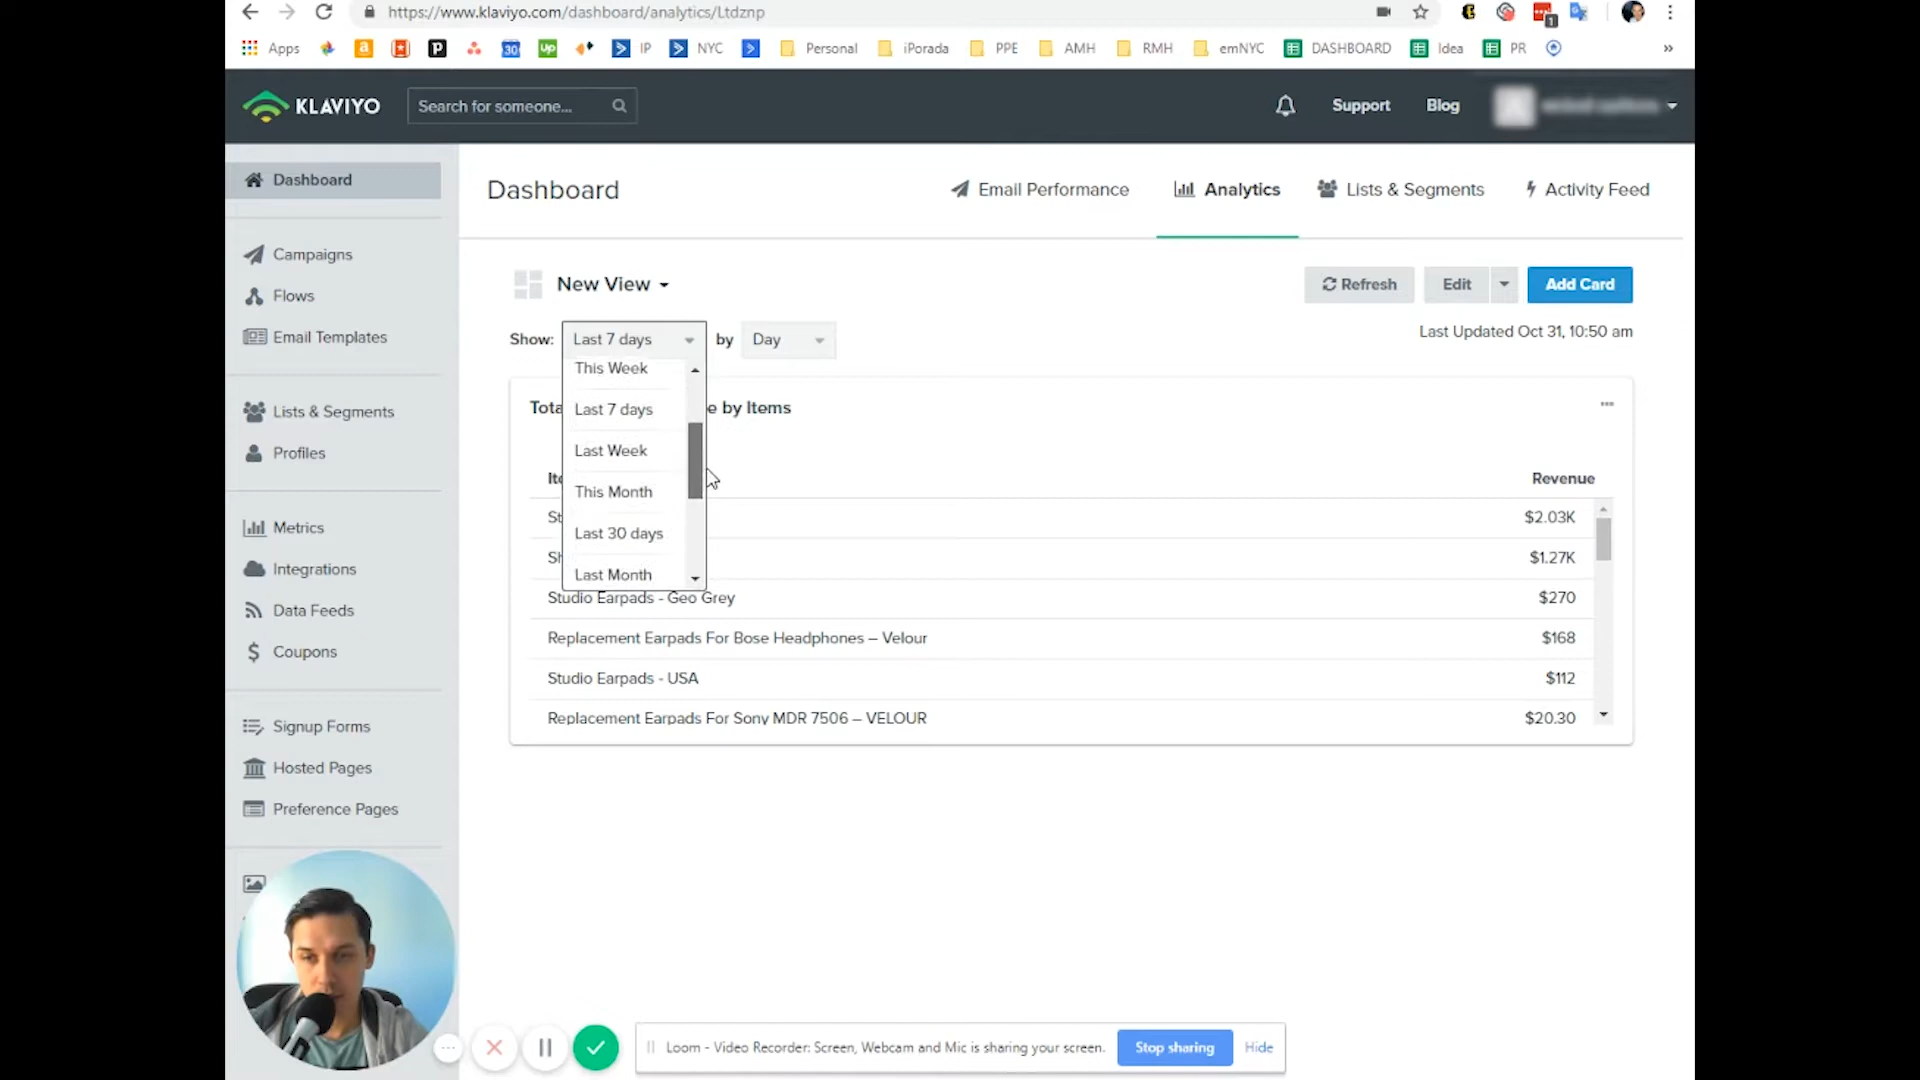 https://www.klaviyo.com/dashboard/analytics/Ltdznp
1
Apps
a
P
30
up
IP
NYC
Personal
iPorada
PPE
AMH
RMH
emNYC
DASHBOARD
Idea
PR
»
KLAVIYO
Search for someone...
Support
Blog
Dashboard
Campaigns
Flows
Email Templates
Lists & Segments
Profiles
Metrics
Integrations
Data Feeds
Coupons
Signup Forms
Hosted Pages
Preference Pages
Dashboard
Email Performance
Analytics
Lists & Segments
Activity Feed
New View
Refresh
Edit
Add Card
Show: Last 7 days by Day
Last Updated Oct 31, 10:50 am
This Week
Last 7 days
Last Week
This Month
Last 30 days
Last Month
Tota
e by Items
Ite
Revenue
St
$2.03K
Sh
$1.27K
Studio Earpads - Geo Grey
$270
Replacement Earpads For Bose Headphones – Velour
$168
Studio Earpads - USA
$112
Replacement Earpads For Sony MDR 7506 – VELOUR
$20.30
Loom - Video Recorder: Screen, Webcam and Mic is sharing your screen.
Stop sharing
Hide